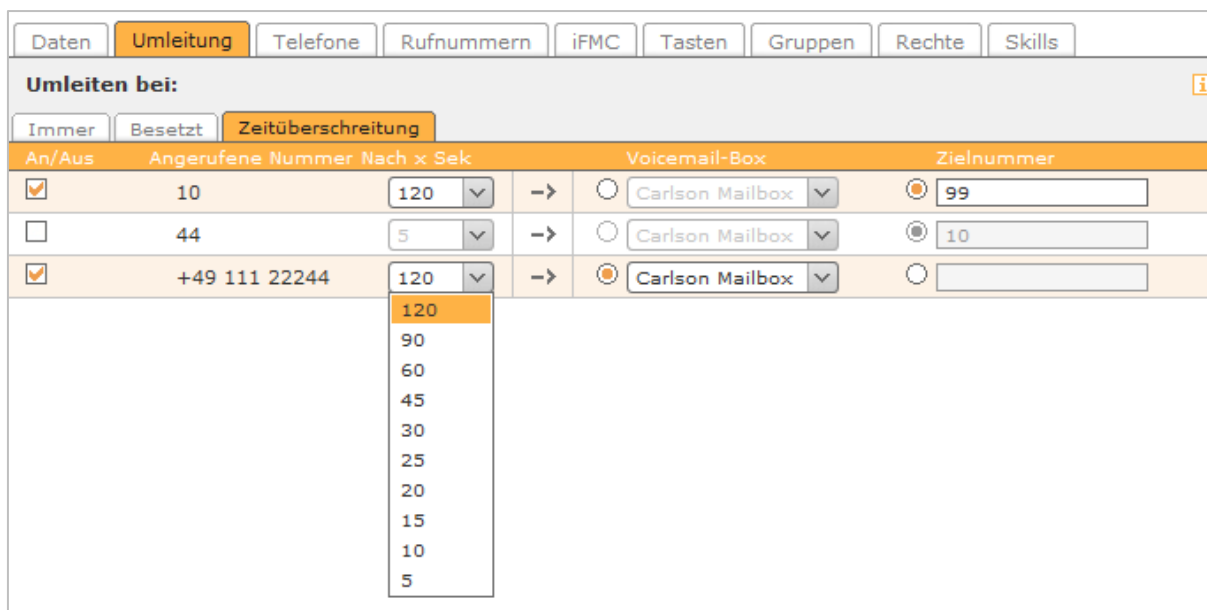 Daten Umleitung Telefone Rufnummern iFMC Tasten Gruppen Rechte Skills
Umleiten bei:
Immer Besetzt Zeitüberschreitung
An/Aus Angerufene Nummer Nach x Sek Voicemail-Box Zielnummer
10 120 –> Carlson Mailbox 99
44 5 –> Carlson Mailbox 10
+49 111 22244 120 –> Carlson Mailbox
120
90
60
45
30
25
20
15
10
5